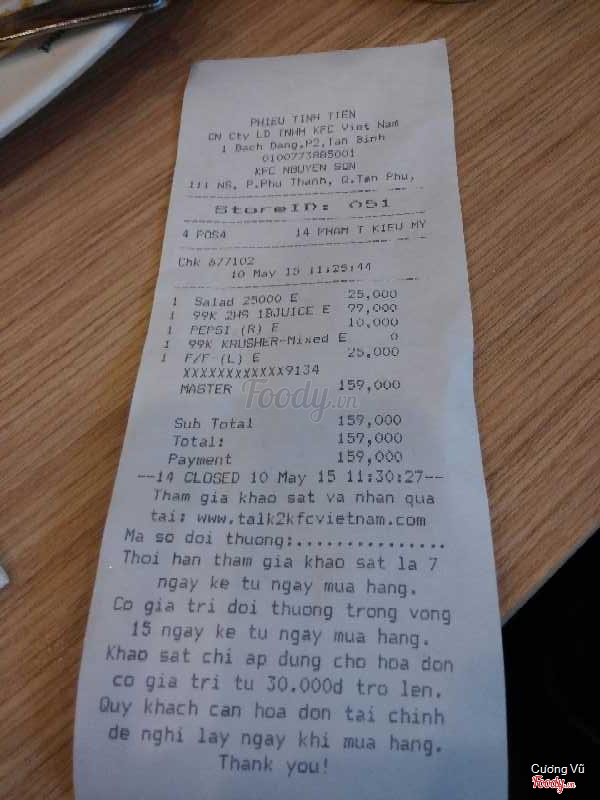 PHIEU TINH TIEN
CN Cty LD TNHH KFC Viet Nam
1 Bach Dang,P2,Tan Binh
0100773885001
KFC NGUYEN SON
111 NS, P.Phu Thanh, Q.Tan Phu,
StoreID: 051
4 POS4 14 PHAM T KIEU MY
Chk 677102
10 May 15 11:25:44
1 Salad 25000 E 25,000
1 99K 2HS 1BJUICE E 99,000
1 PEPSI (R) E 10,000
1 99K KRUSHER-Mixed E 0
1 F/F (L) E 25,000
XXXXXXXXXXXX9134
MASTER 159,000
Sub Total 159,000
Total: 159,000
Payment 159,000
--14 CLOSED 10 May 15 11:30:27--
Tham gia khao sat va nhan qua
tai: www.talk2kfcvietnam.com
Ma so doi thuong:...............
Thoi han tham gia khao sat la 7
ngay ke tu ngay mua hang.
Co gia tri doi thuong trong vong
15 ngay ke tu ngay mua hang.
Khao sat chi ap dung cho hoa don
co gia tri tu 30.000d tro len.
Quy khach can hoa don tai chinh
de nghi lay ngay khi mua hang.
Thank you!
Foody.vn
Cương Vũ
Foody.vn